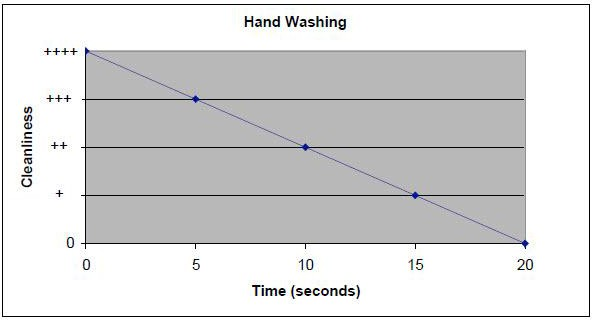 Hand Washing
++++
+++
++
+
0
Cleanliness
0 5 10 15 20
Time (seconds)